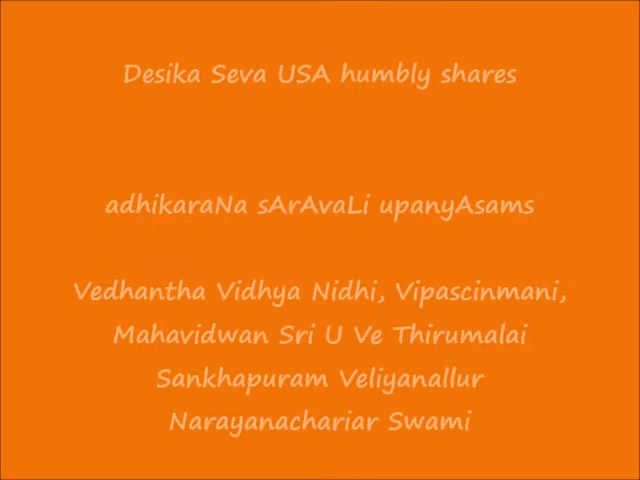 Desika Seva USA humbly shares
adhikaraNa sArAvaLi upanyAsams
Vedhantha Vidhya Nidhi, Vipascinmani,
Mahavidwan Sri U Ve Thirumalai
Sankhapuram Veliyanallur
Narayanachariar Swami